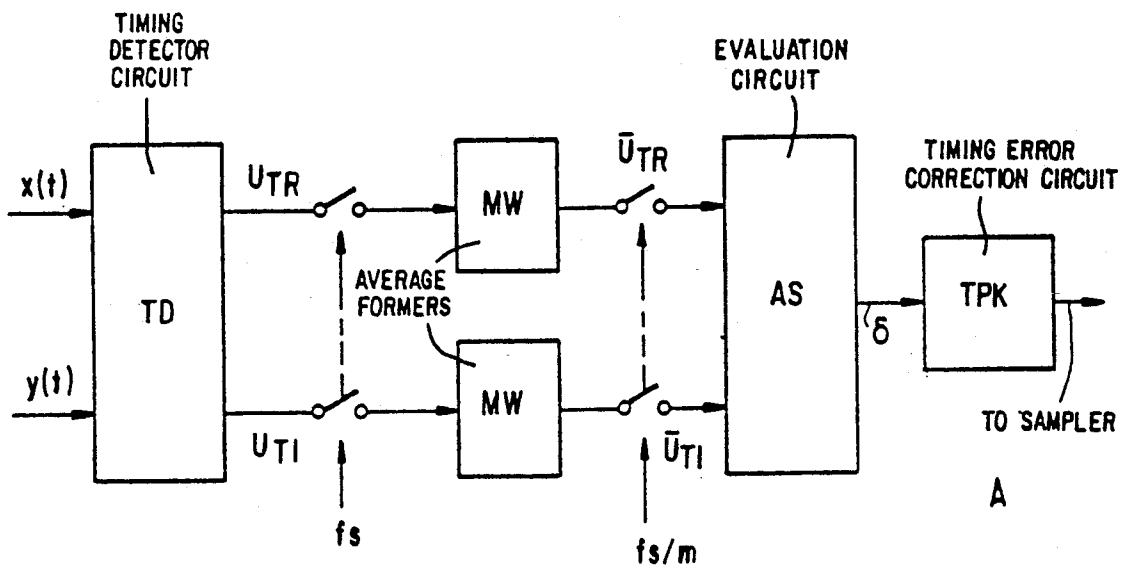 TIMING
DETECTOR
CIRCUIT
EVALUATION
CIRCUIT
TIMING ERROR
CORRECTION CIRCUIT
x(t)
U_TR
MW
Ū_TR
TD
AVERAGE
FORMERS
AS
δ
TPK
y(t)
U_TI
MW
Ū_TI
TO SAMPLER
A
fs
fs/m